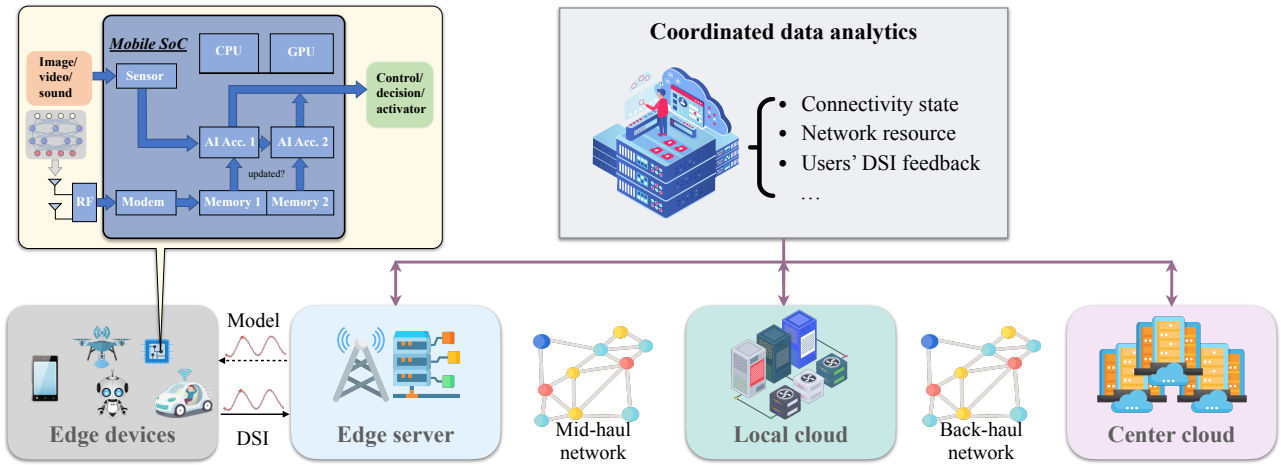 Mobile SoC
CPU
GPU
Image/
video/
sound
Sensor
Control/
decision/
activator
AI Acc. 1
AI Acc. 2
updated?
RF
Modem
Memory 1
Memory 2
Coordinated data analytics
• Connectivity state
• Network resource
• Users' DSI feedback
…
Model
DSI
Edge devices
Edge server
Mid-haul
network
Local cloud
Back-haul
network
Center cloud